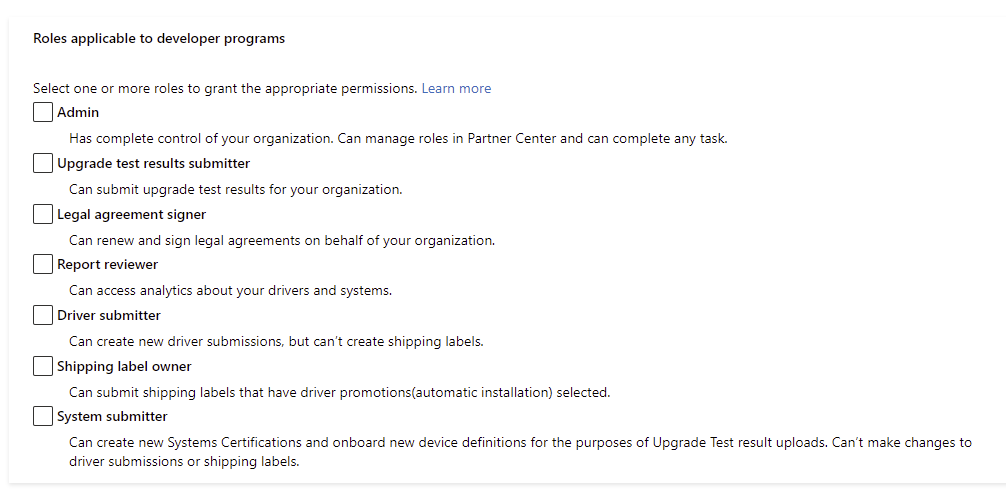 Roles applicable to developer programs
Select one or more roles to grant the appropriate permissions. Learn more
Admin
Has complete control of your organization. Can manage roles in Partner Center and can complete any task.
Upgrade test results submitter
Can submit upgrade test results for your organization.
Legal agreement signer
Can renew and sign legal agreements on behalf of your organization.
Report reviewer
Can access analytics about your drivers and systems.
Driver submitter
Can create new driver submissions, but can't create shipping labels.
Shipping label owner
Can submit shipping labels that have driver promotions(automatic installation) selected.
System submitter
Can create new Systems Certifications and onboard new device definitions for the purposes of Upgrade Test result uploads. Can't make changes to
driver submissions or shipping labels.